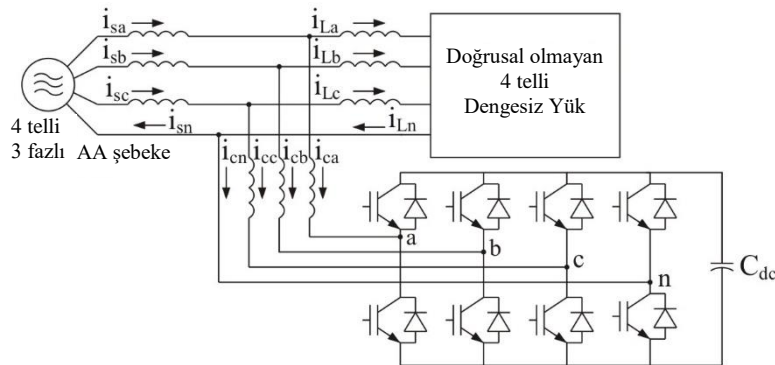 i_sa i_La
i_sb i_Lb
i_sc i_Lc
i_sn i_Ln
Doğrusal olmayan
4 telli
Dengesiz Yük
4 telli
3 fazlı AA şebeke
i_cn i_cc i_cb i_ca
a
b
c
n
C_dc